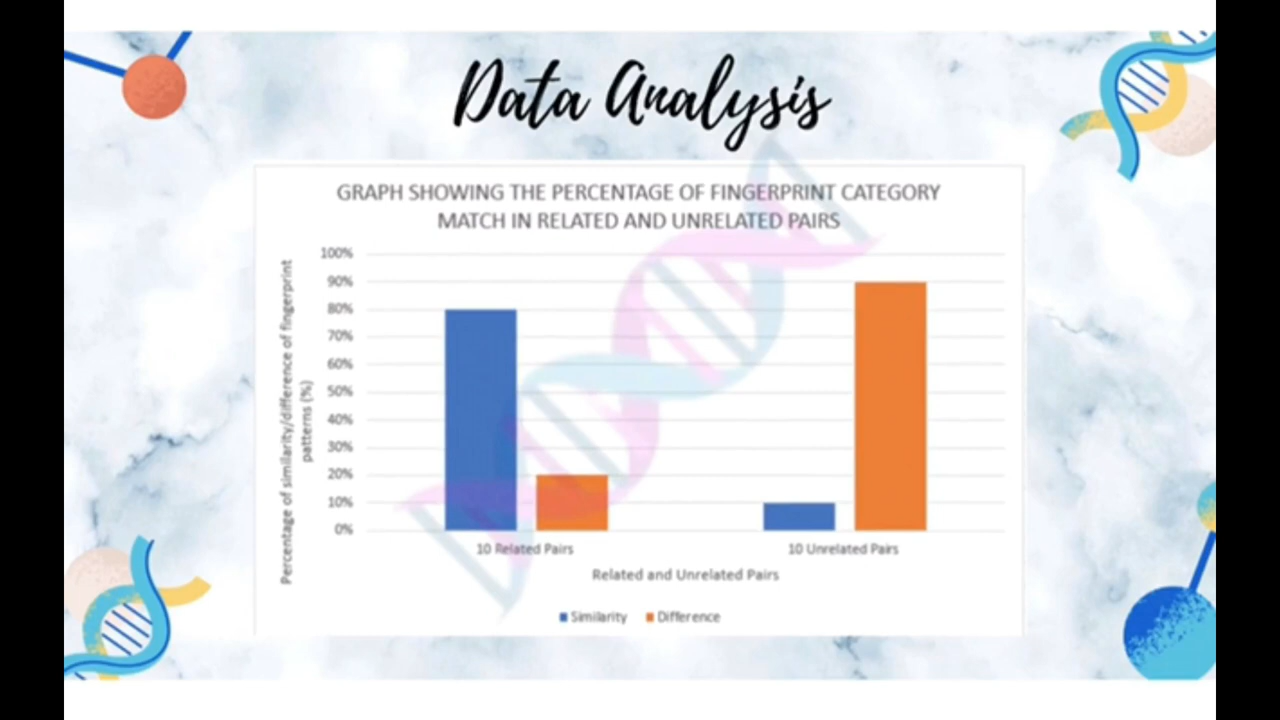 Data Analysis
GRAPH SHOWING THE PERCENTAGE OF FINGERPRINT CATEGORY
MATCH IN RELATED AND UNRELATED PAIRS
Percentage of similarity/difference of fingerprint
patterns (%)
100%
90%
80%
70%
60%
50%
40%
30%
20%
10%
0%
10 Related Pairs
10 Unrelated Pairs
Related and Unrelated Pairs
Similarity
Difference